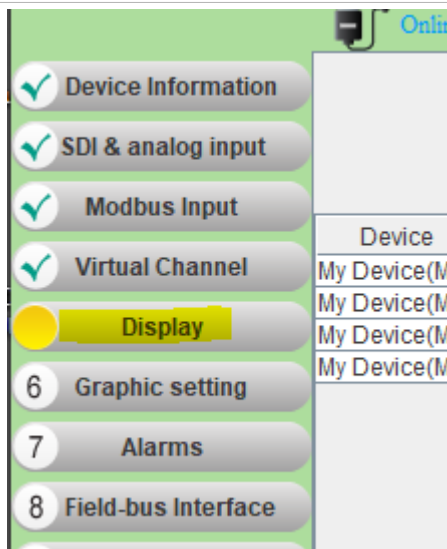 Device Information
SDI & analog input
Modbus Input
Virtual Channel
Display
6 Graphic setting
7 Alarms
8 Field-bus Interface
Device
My Device(M
My Device(M
My Device(M
My Device(M